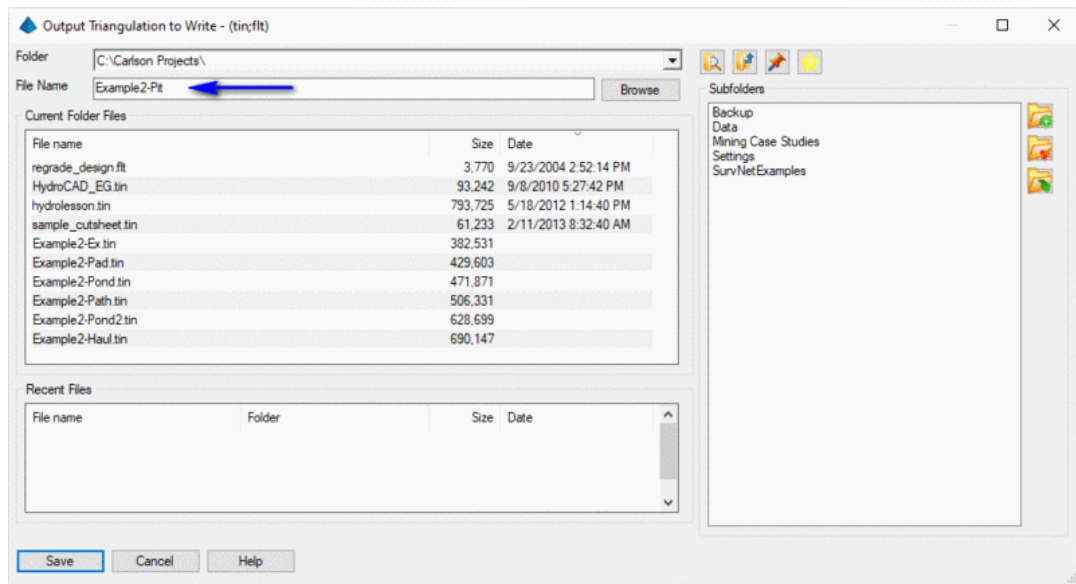 Output Triangulation to Write - (tin;flt)
Folder C:\Carlson Projects\
File Name Example2-Pit Browse
Current Folder Files
File name Size Date
regrade_design.flt 3,770 9/23/2004 2:52:14 PM
HydroCAD_EG.tin 93,242 9/8/2010 5:27:42 PM
hydrolesson.tin 793,725 5/18/2012 1:14:40 PM
sample_cutsheet.tin 61,233 2/11/2013 8:32:40 AM
Example2-Ex.tin 382,531
Example2-Pad.tin 429,603
Example2-Pond.tin 471,871
Example2-Path.tin 506,331
Example2-Pond2.tin 628,699
Example2-Haul.tin 690,147
Recent Files
File name Folder Size Date
Save Cancel Help
Subfolders
Backup
Data
Mining Case Studies
Settings
SurvNetExamples